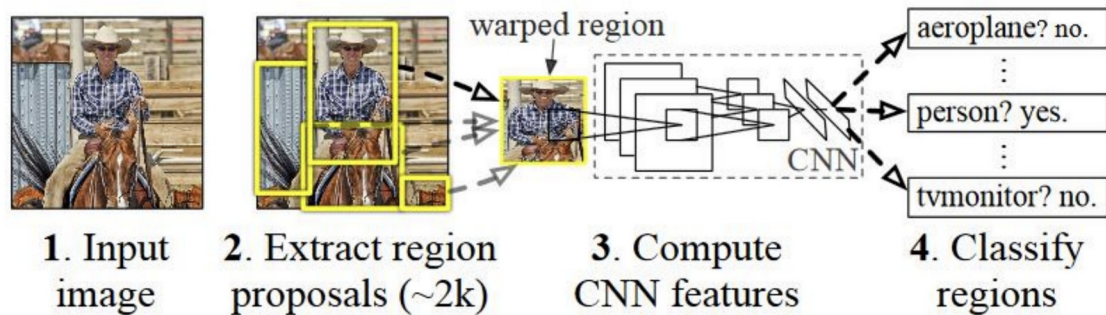 warped region
aeroplane? no.
⋮
person? yes.
⋮
tvmonitor? no.
CNN
1. Input
image
2. Extract region
proposals (~2k)
3. Compute
CNN features
4. Classify
regions